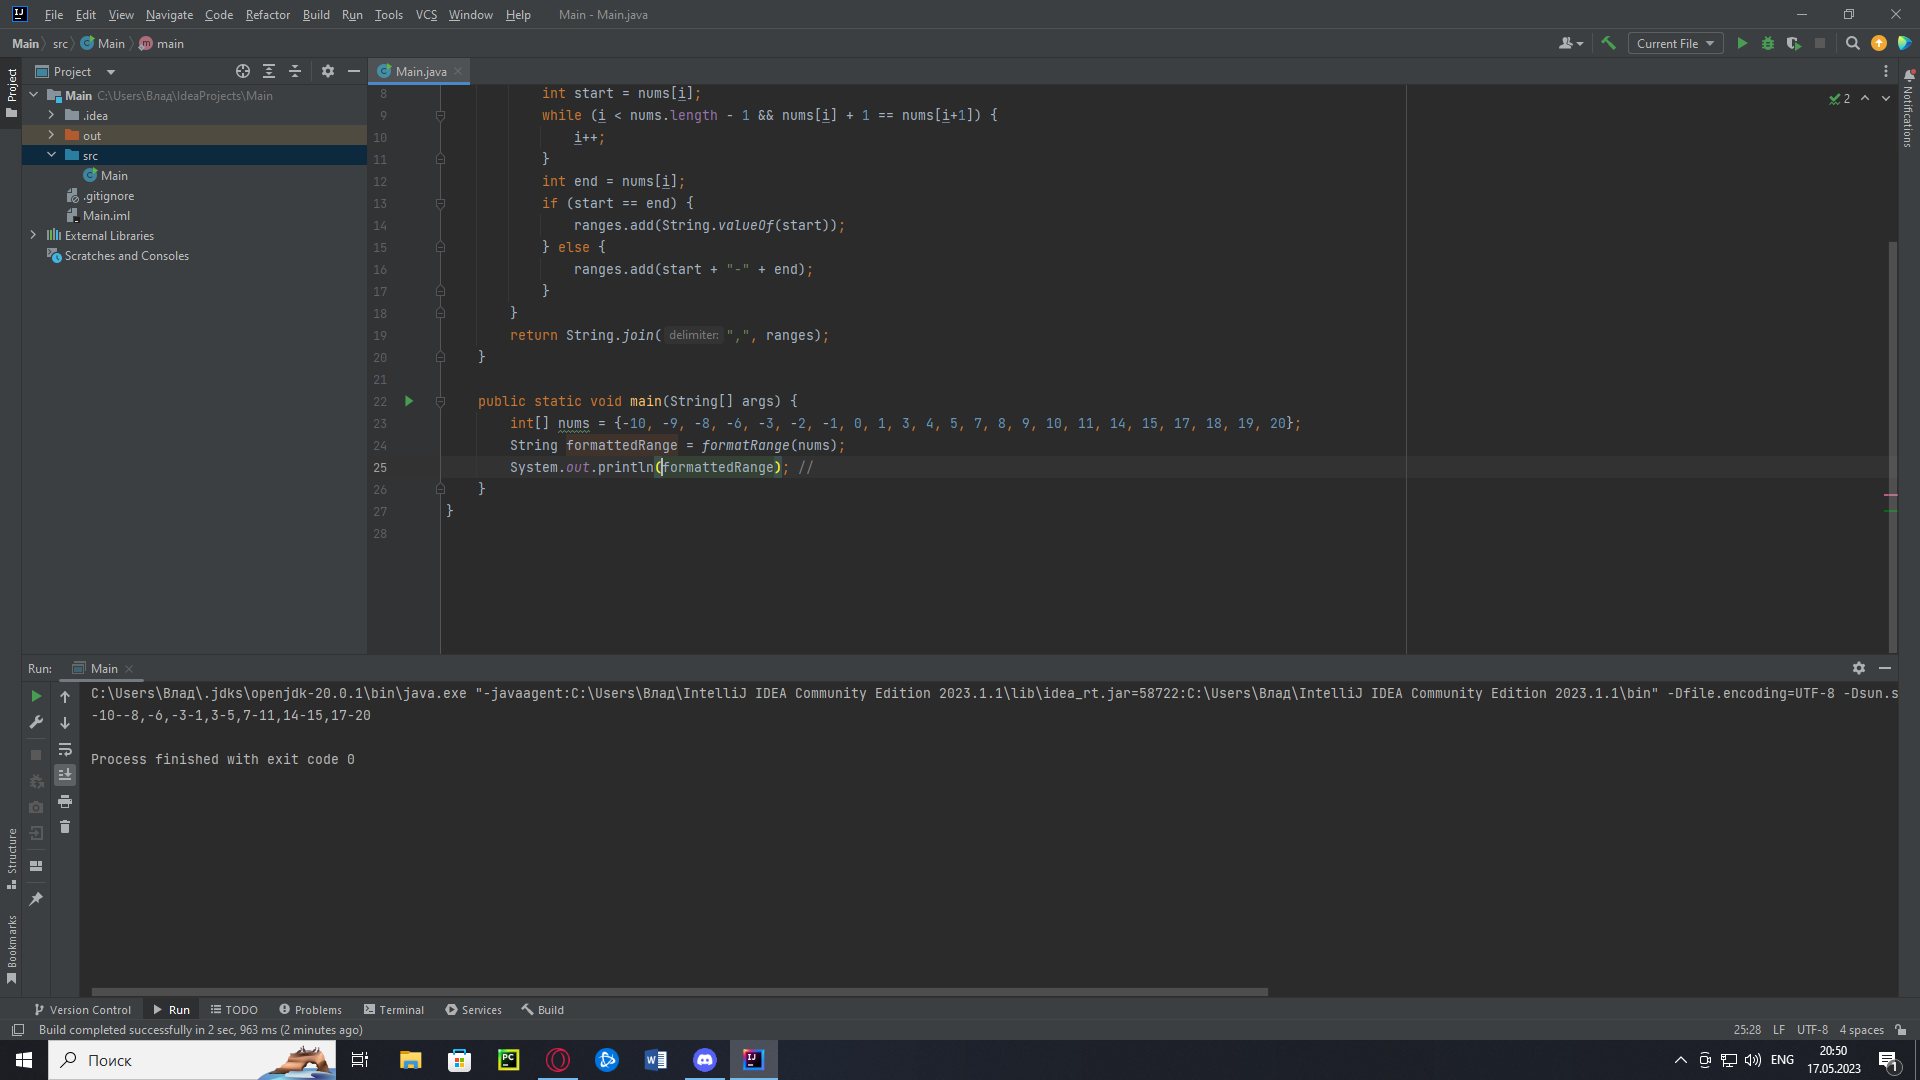 File Edit View Navigate Code Refactor Build Run Tools VCS Window Help Main - Main.java
Main src Main main Current File
Project Main.java
Project
Main C:\Users\Влад\IdeaProjects\Main
.idea
out
src
Main
.gitignore
Main.iml
External Libraries
Scratches and Consoles
8 int start = nums[i];
9 while (i < nums.length - 1 && nums[i] + 1 == nums[i+1]) {
10 i++;
11 }
12 int end = nums[i];
13 if (start == end) {
14 ranges.add(String.valueOf(start));
15 } else {
16 ranges.add(start + "-" + end);
17 }
18 }
19 return String.join( delimiter: ",", ranges);
20 }
21
22 public static void main(String[] args) {
23 int[] nums = {-10, -9, -8, -6, -3, -2, -1, 0, 1, 3, 4, 5, 7, 8, 9, 10, 11, 14, 15, 17, 18, 19, 20};
24 String formattedRange = formatRange(nums);
25 System.out.println(formattedRange); //
26 }
27 }
28
2
Notifications
Run: Main
C:\Users\Влад\.jdks\openjdk-20.0.1\bin\java.exe "-javaagent:C:\Users\Влад\IntelliJ IDEA Community Edition 2023.1.1\lib\idea_rt.jar=58722:C:\Users\Влад\IntelliJ IDEA Community Edition 2023.1.1\bin" -Dfile.encoding=UTF-8 -Dsun.s
-10--8,-6,-3-1,3-5,7-11,14-15,17-20
Process finished with exit code 0
Structure
Bookmarks
Version Control Run TODO Problems Terminal Services Build
Build completed successfully in 2 sec, 963 ms (2 minutes ago) 25:28 LF UTF-8 4 spaces
Поиск
PC
IJ
ENG
20:50
17.05.2023
1